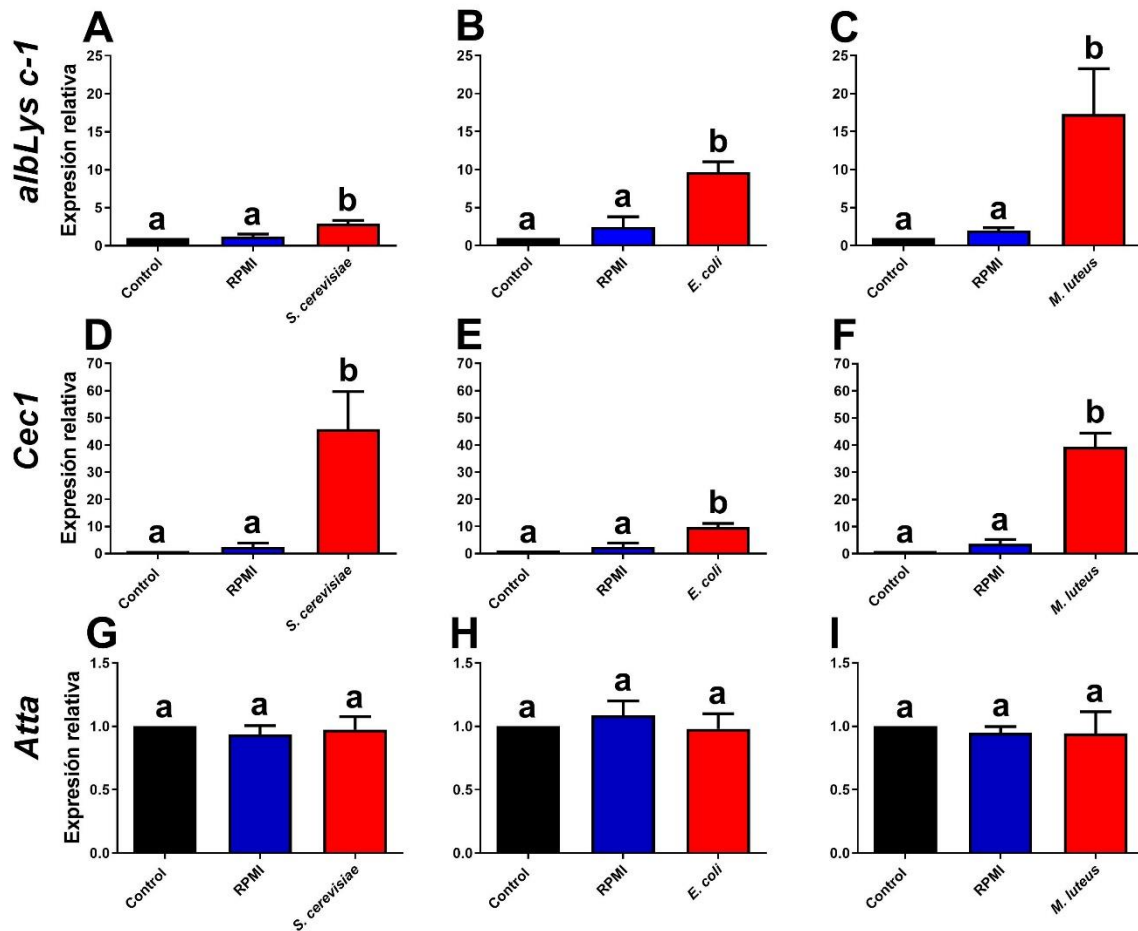 A
B
C
albLys c-1
Expresión relativa
25
20
15
10
5
0
a
a
b
Control
RPMI
S. cerevisiae
25
20
15
10
5
0
a
a
b
Control
RPMI
E. coli
25
20
15
10
5
0
a
a
b
Control
RPMI
M. luteus
D
E
F
Cec1
Expresión relativa
70
60
50
40
30
20
10
0
a
a
b
Control
RPMI
S. cerevisiae
70
60
50
40
30
20
10
0
a
a
b
Control
RPMI
E. coli
70
60
50
40
30
20
10
0
a
a
b
Control
RPMI
M. luteus
G
H
I
Atta
Expresión relativa
1.5
1.0
0.5
0.0
a
a
a
Control
RPMI
S. cerevisiae
1.5
1.0
0.5
0.0
a
a
a
Control
RPMI
E. coli
1.5
1.0
0.5
0.0
a
a
a
Control
RPMI
M. luteus